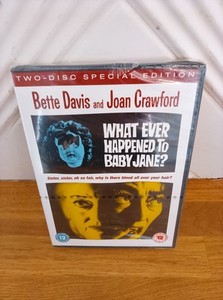 TWO-DISC SPECIAL EDITION
Bette Davis and Joan Crawford
WHAT EVER
HAPPENED TO
BABY JANE?
Sister, sister, oh so fair, why is there blood all over your hair?
12
12